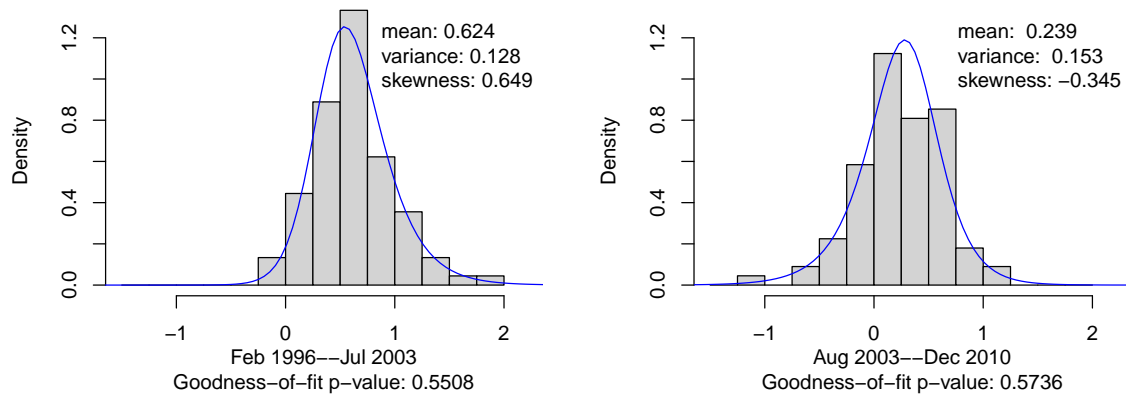 mean: 0.624
variance: 0.128
skewness: 0.649
Density
0.0 0.4 0.8 1.2
−1 0 1 2
Feb 1996−−Jul 2003
Goodness−of−fit p−value: 0.5508
mean: 0.239
variance: 0.153
skewness: −0.345
Density
0.0 0.4 0.8 1.2
−1 0 1 2
Aug 2003−−Dec 2010
Goodness−of−fit p−value: 0.5736